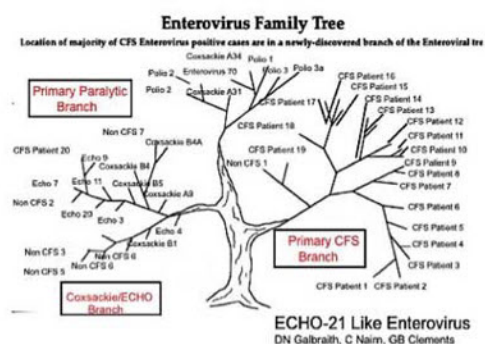 Enterovirus Family Tree
Location of majority of CFS Enterovirus positive cases are in a newly-discovered branch of the Enteroviral tre
Coxsackie A34
Polio 1
Polio 2
Enterovirus 70
Polio 3
Polio 3a
Polio 2
Coxsackie A31
CFS Patient 16
CFS Patient 15
CFS Patient 17
CFS Patient 14
CFS Patient 13
CFS Patient 12
CFS Patient 11
CFS Patient 10
CFS Patient 9
CFS Patient 8
CFS Patient 7
CFS Patient 6
CFS Patient 5
CFS Patient 4
CFS Patient 3
CFS Patient 1
CFS Patient 2
CFS Patient 18
CFS Patient 19
Non CFS 1
Primary Paralytic
Branch
Non CFS 7
Coxsackie B4A
CFS Patient 20
Echo 9
Coxsackie B4
Echo 7
Echo 11
Coxsackie B5
Non CFS 2
Coxsackie A9
Echo 20
Echo 3
Echo 4
Coxsackie B1
Non CFS 3
Non CFS 6
Non CFS 6
Non CFS 5
Coxsackie/ECHO
Branch
Primary CFS
Branch
ECHO-21 Like Enterovirus
DN Galbraith, C Nairn, GB Clements